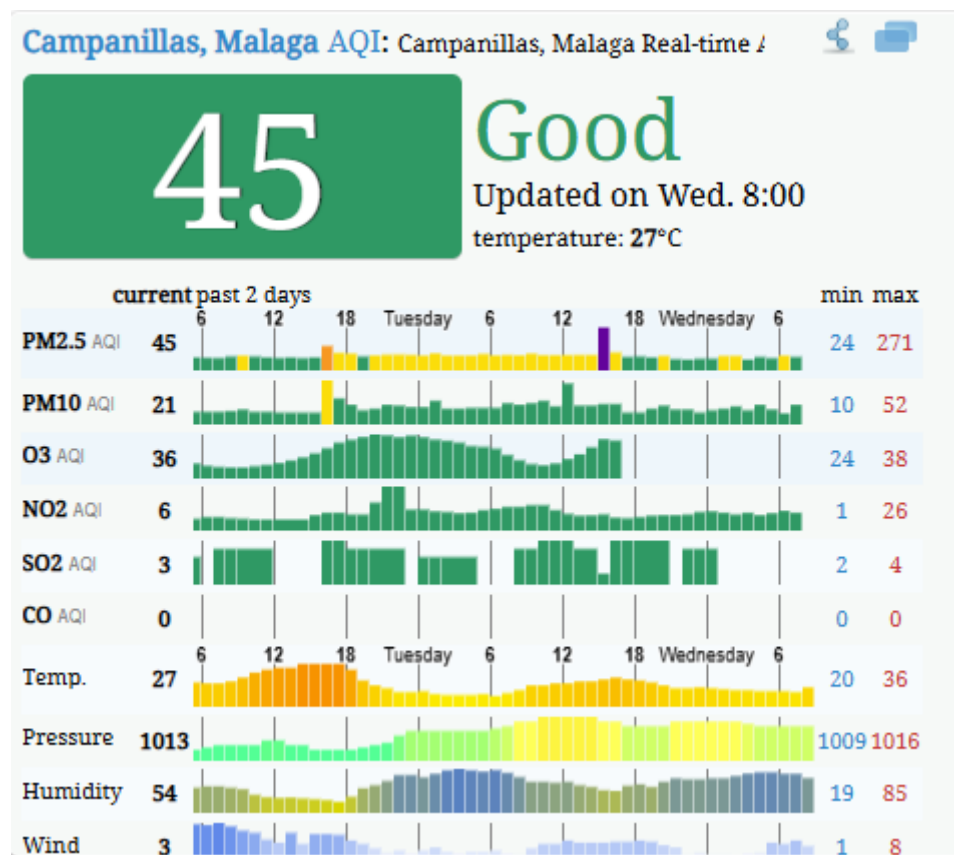 Campanillas, Malaga AQI: Campanillas, Malaga Real-time A
45
Good
Updated on Wed. 8:00
temperature: 27°C
current past 2 days min max
6 12 18 Tuesday 6 12 18 Wednesday 6
PM2.5 AQI 45 24 271
PM10 AQI 21 10 52
O3 AQI 36 24 38
NO2 AQI 6 1 26
SO2 AQI 3 2 4
CO AQI 0 0 0
6 12 18 Tuesday 6 12 18 Wednesday 6
Temp. 27 20 36
Pressure 1013 1009 1016
Humidity 54 19 85
Wind 3 1 8